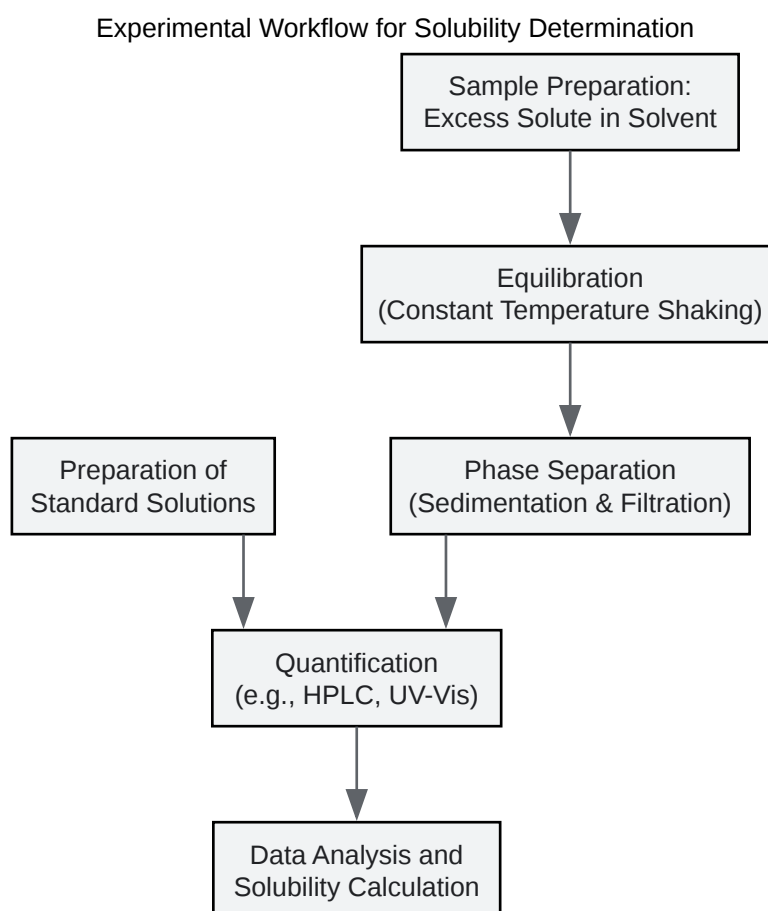 Experimental Workflow for Solubility Determination
Sample Preparation:
Excess Solute in Solvent
Equilibration
(Constant Temperature Shaking)
Preparation of
Standard Solutions
Phase Separation
(Sedimentation & Filtration)
Quantification
(e.g., HPLC, UV-Vis)
Data Analysis and
Solubility Calculation